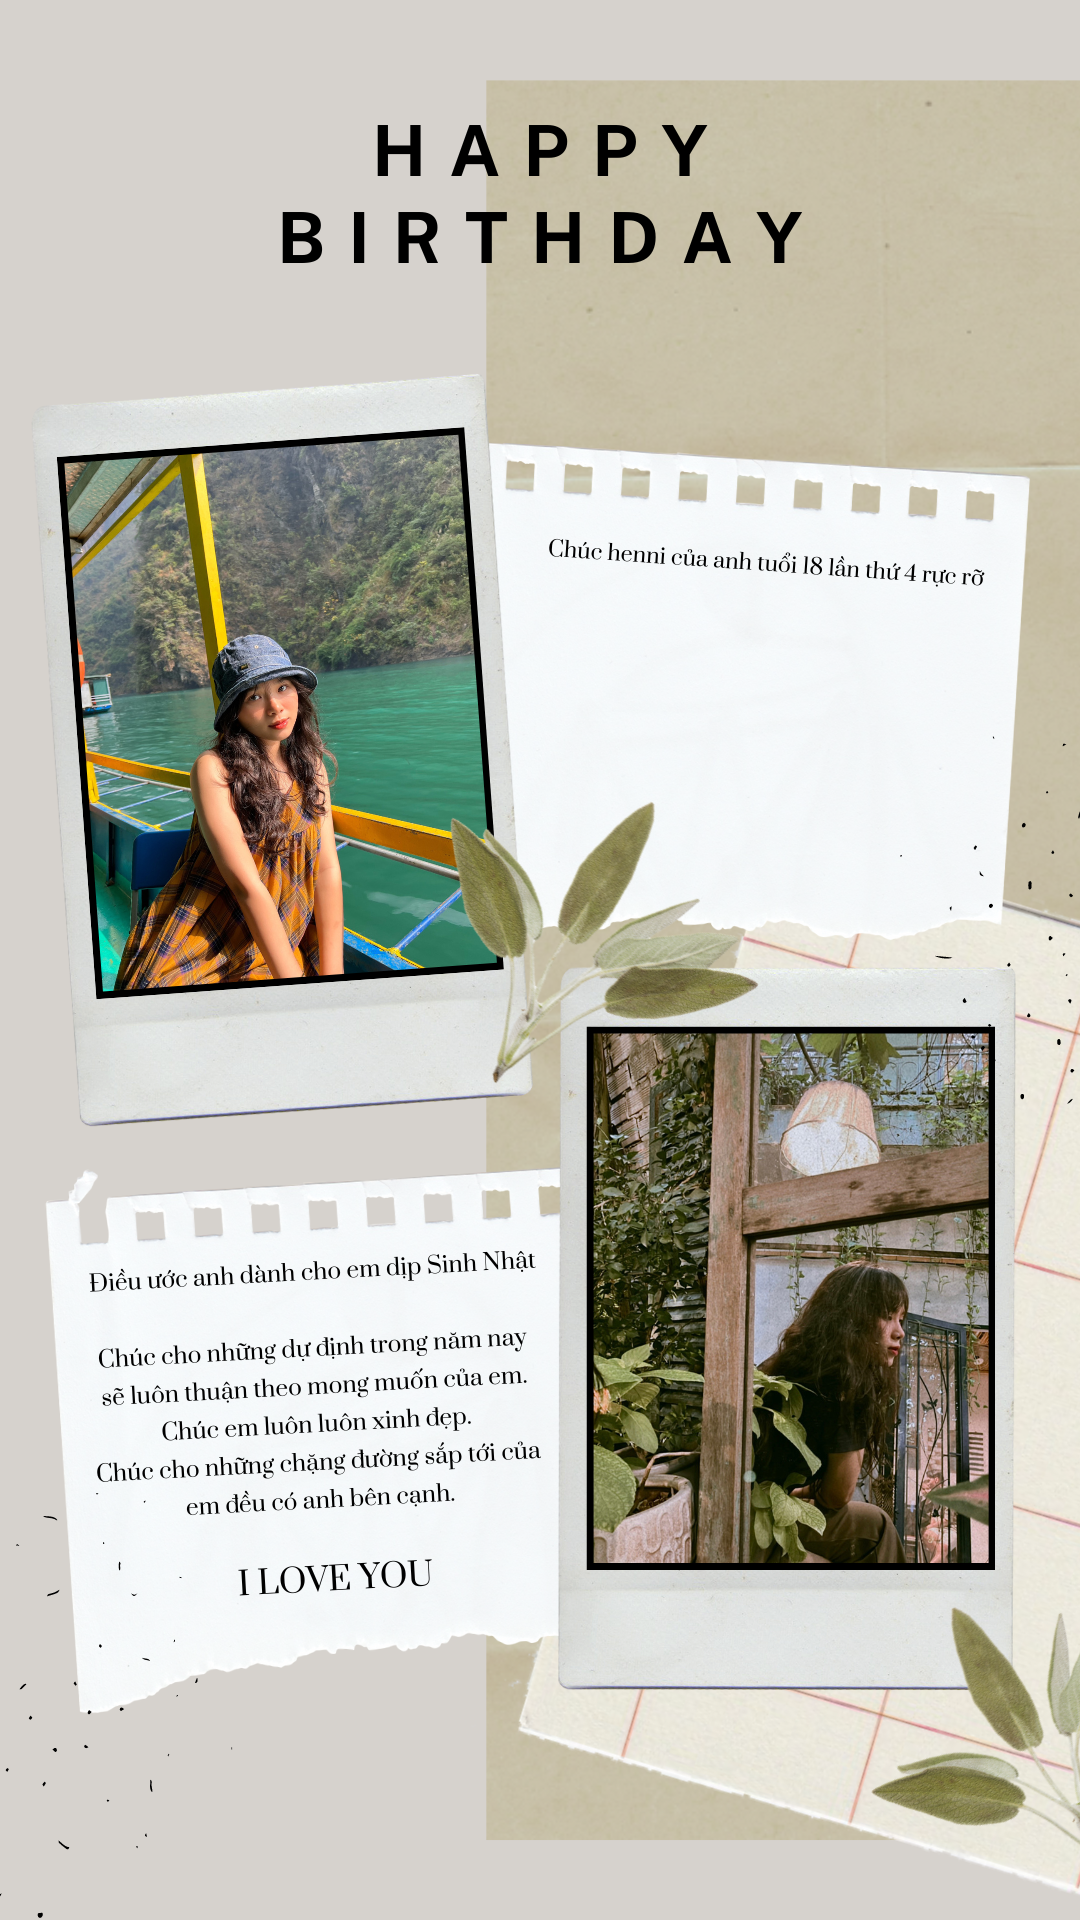 HAPPY
BIRTHDAY
Chúc henni của anh tuổi 18 lần thứ 4 rực rỡ
Điều ước anh dành cho em dịp Sinh Nhật
Chúc cho những dự định trong năm nay
sẽ luôn thuận theo mong muốn của em.
Chúc em luôn luôn xinh đẹp.
Chúc cho những chặng đường sắp tới của
em đều có anh bên cạnh.
I LOVE YOU